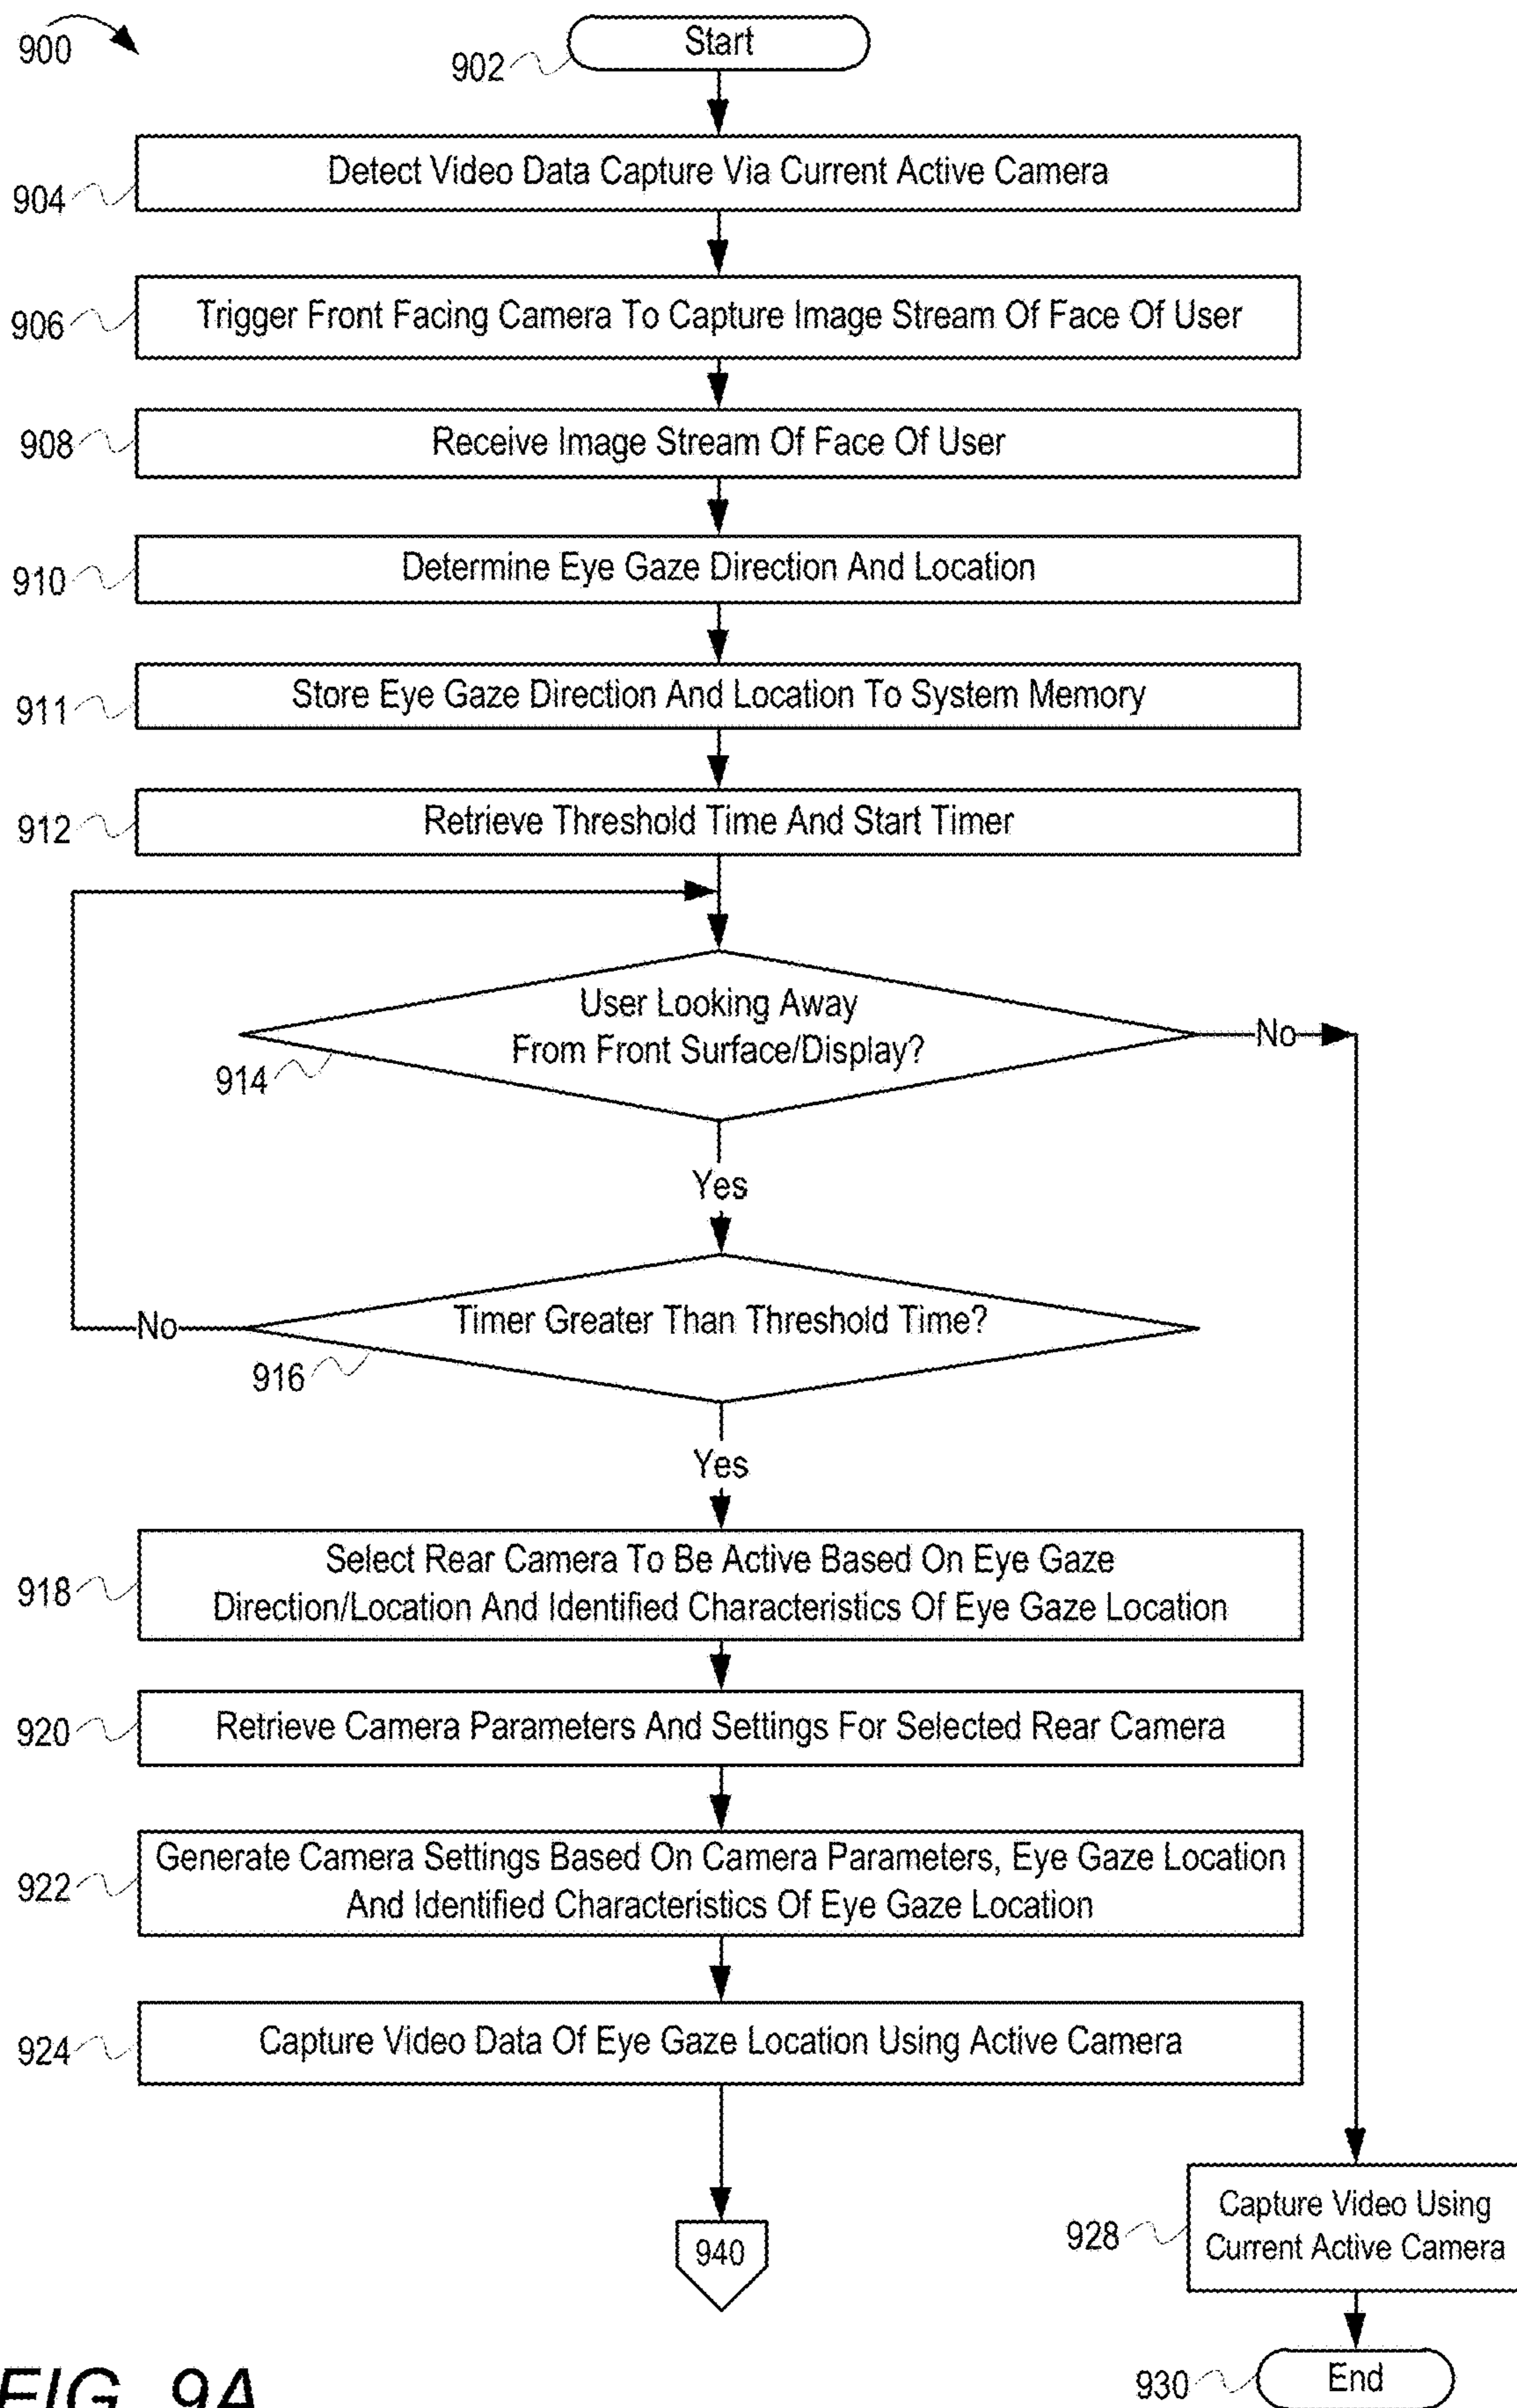 900
Start
902
Detect Video Data Capture Via Current Active Camera
904
Trigger Front Facing Camera To Capture Image Stream Of Face Of User
906
Receive Image Stream Of Face Of User
908
Determine Eye Gaze Direction And Location
910
Store Eye Gaze Direction And Location To System Memory
911
Retrieve Threshold Time And Start Timer
912
User Looking Away
From Front Surface/Display?
No
914
Yes
Timer Greater Than Threshold Time?
No
916
Yes
Select Rear Camera To Be Active Based On Eye Gaze
Direction/Location And Identified Characteristics Of Eye Gaze Location
918
Retrieve Camera Parameters And Settings For Selected Rear Camera
920
Generate Camera Settings Based On Camera Parameters, Eye Gaze Location
And Identified Characteristics Of Eye Gaze Location
922
Capture Video Data Of Eye Gaze Location Using Active Camera
924
940
Capture Video Using
Current Active Camera
928
End
930
FIG. 9A